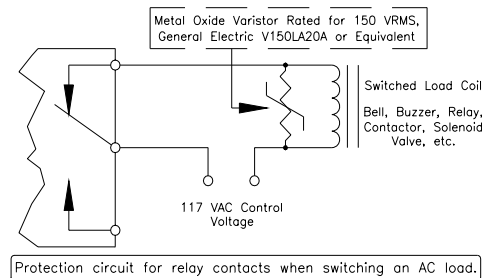 Metal Oxide Varistor Rated for 150 VRMS,
General Electric V150LA20A or Equivalent
Switched Load Coil
Bell, Buzzer, Relay,
Contactor, Solenoid
Valve, etc.
117 VAC Control
Voltage
Protection circuit for relay contacts when switching an AC load.